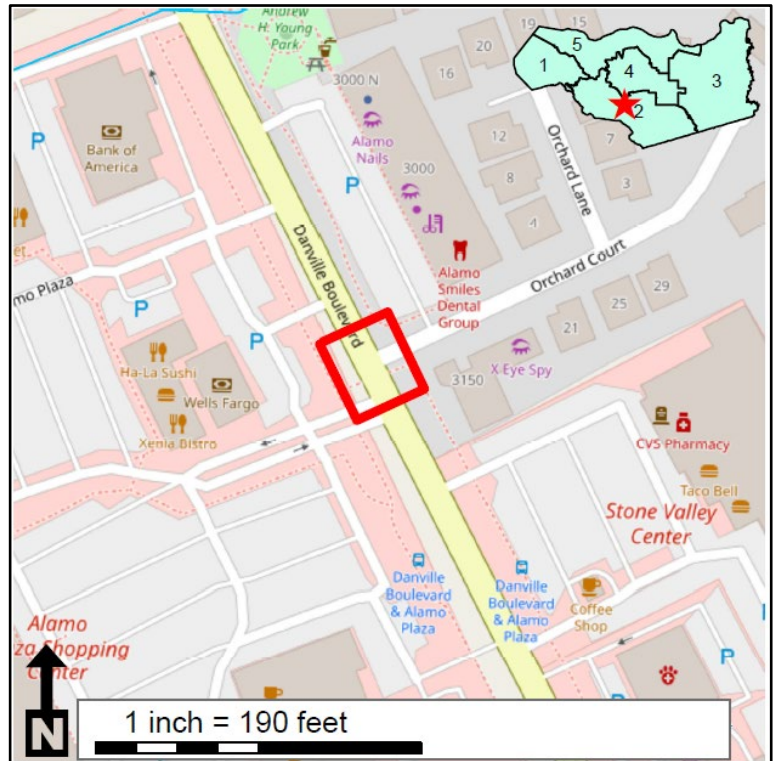 Andrew
H. Young
Park
3000 N
20
19
15
16
Alamo
Nails
3000
P
12
8
4
7
3
Orchard Lane
Orchard Court
Alamo
Smiles
Dental
Group
29
25
21
X Eye Spy
3150
P
Bank of
America
Danville Boulevard
mo Plaza
P
P
Ha-La Sushi
Wells Fargo
Xenia Bistro
CVS Pharmacy
Taco Bell
Stone Valley
Center
Danville
Boulevard
& Alamo
Plaza
Danville
Boulevard
& Alamo
Plaza
Coffee
Shop
P
Alamo
za Shopping
Center
N
1 inch = 190 feet
5
1
4
3
2